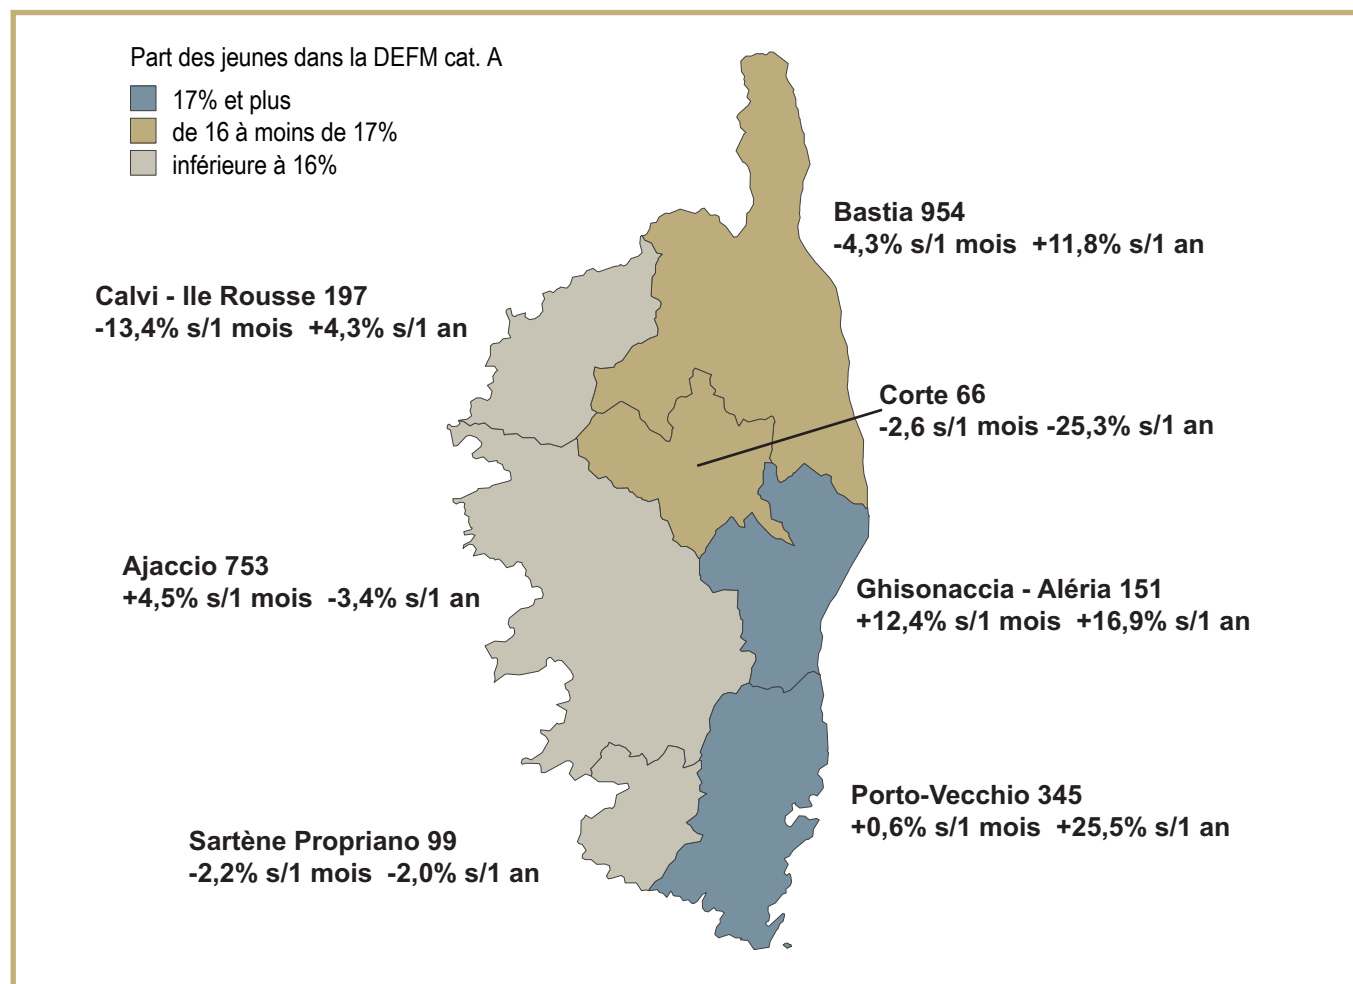 Part des jeunes dans la DEFM cat. A
17% et plus
de 16 à moins de 17%
inférieure à 16%
Bastia 954
-4,3% s/1 mois +11,8% s/1 an
Calvi - Ile Rousse 197
-13,4% s/1 mois +4,3% s/1 an
Corte 66
-2,6 s/1 mois -25,3% s/1 an
Ajaccio 753
+4,5% s/1 mois -3,4% s/1 an
Ghisonaccia - Aléria 151
+12,4% s/1 mois +16,9% s/1 an
Porto-Vecchio 345
+0,6% s/1 mois +25,5% s/1 an
Sartène Propriano 99
-2,2% s/1 mois -2,0% s/1 an